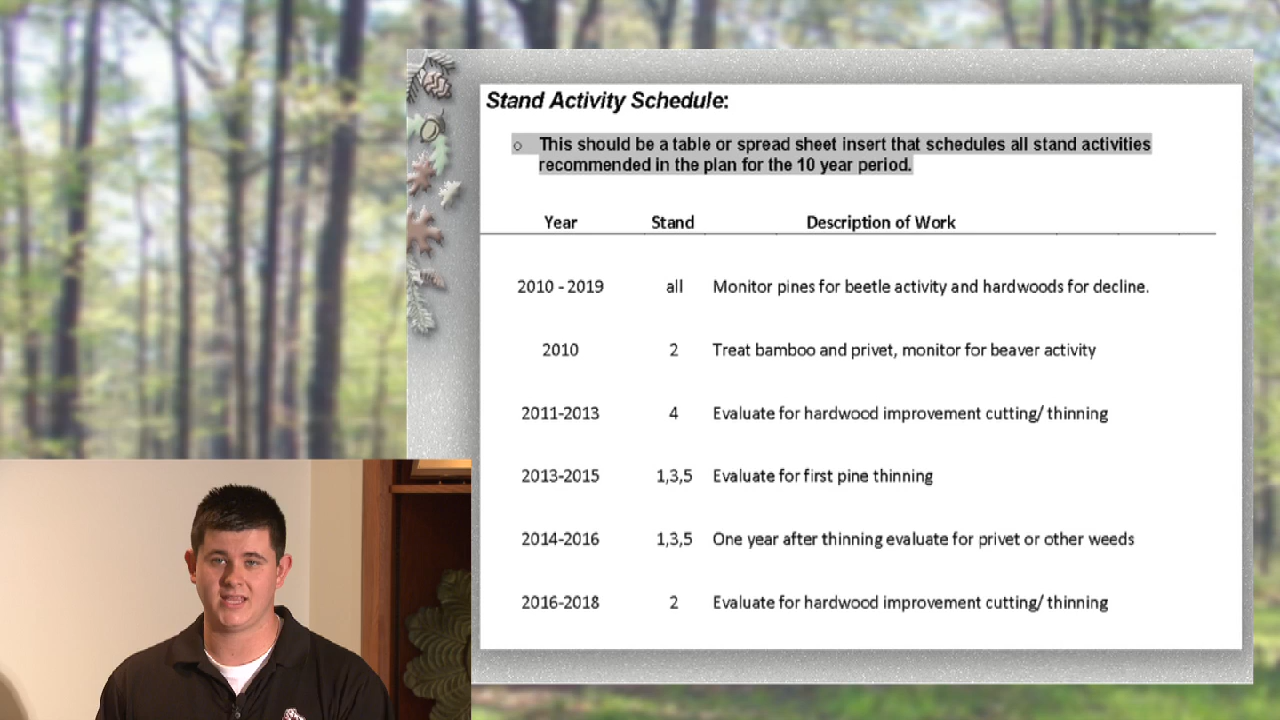 Stand Activity Schedule:
○ This should be a table or spread sheet insert that schedules all stand activities
recommended in the plan for the 10 year period.
Year Stand Description of Work
2010 - 2019 all Monitor pines for beetle activity and hardwoods for decline.
2010 2 Treat bamboo and privet, monitor for beaver activity
2011-2013 4 Evaluate for hardwood improvement cutting/ thinning
2013-2015 1,3,5 Evaluate for first pine thinning
2014-2016 1,3,5 One year after thinning evaluate for privet or other weeds
2016-2018 2 Evaluate for hardwood improvement cutting/ thinning